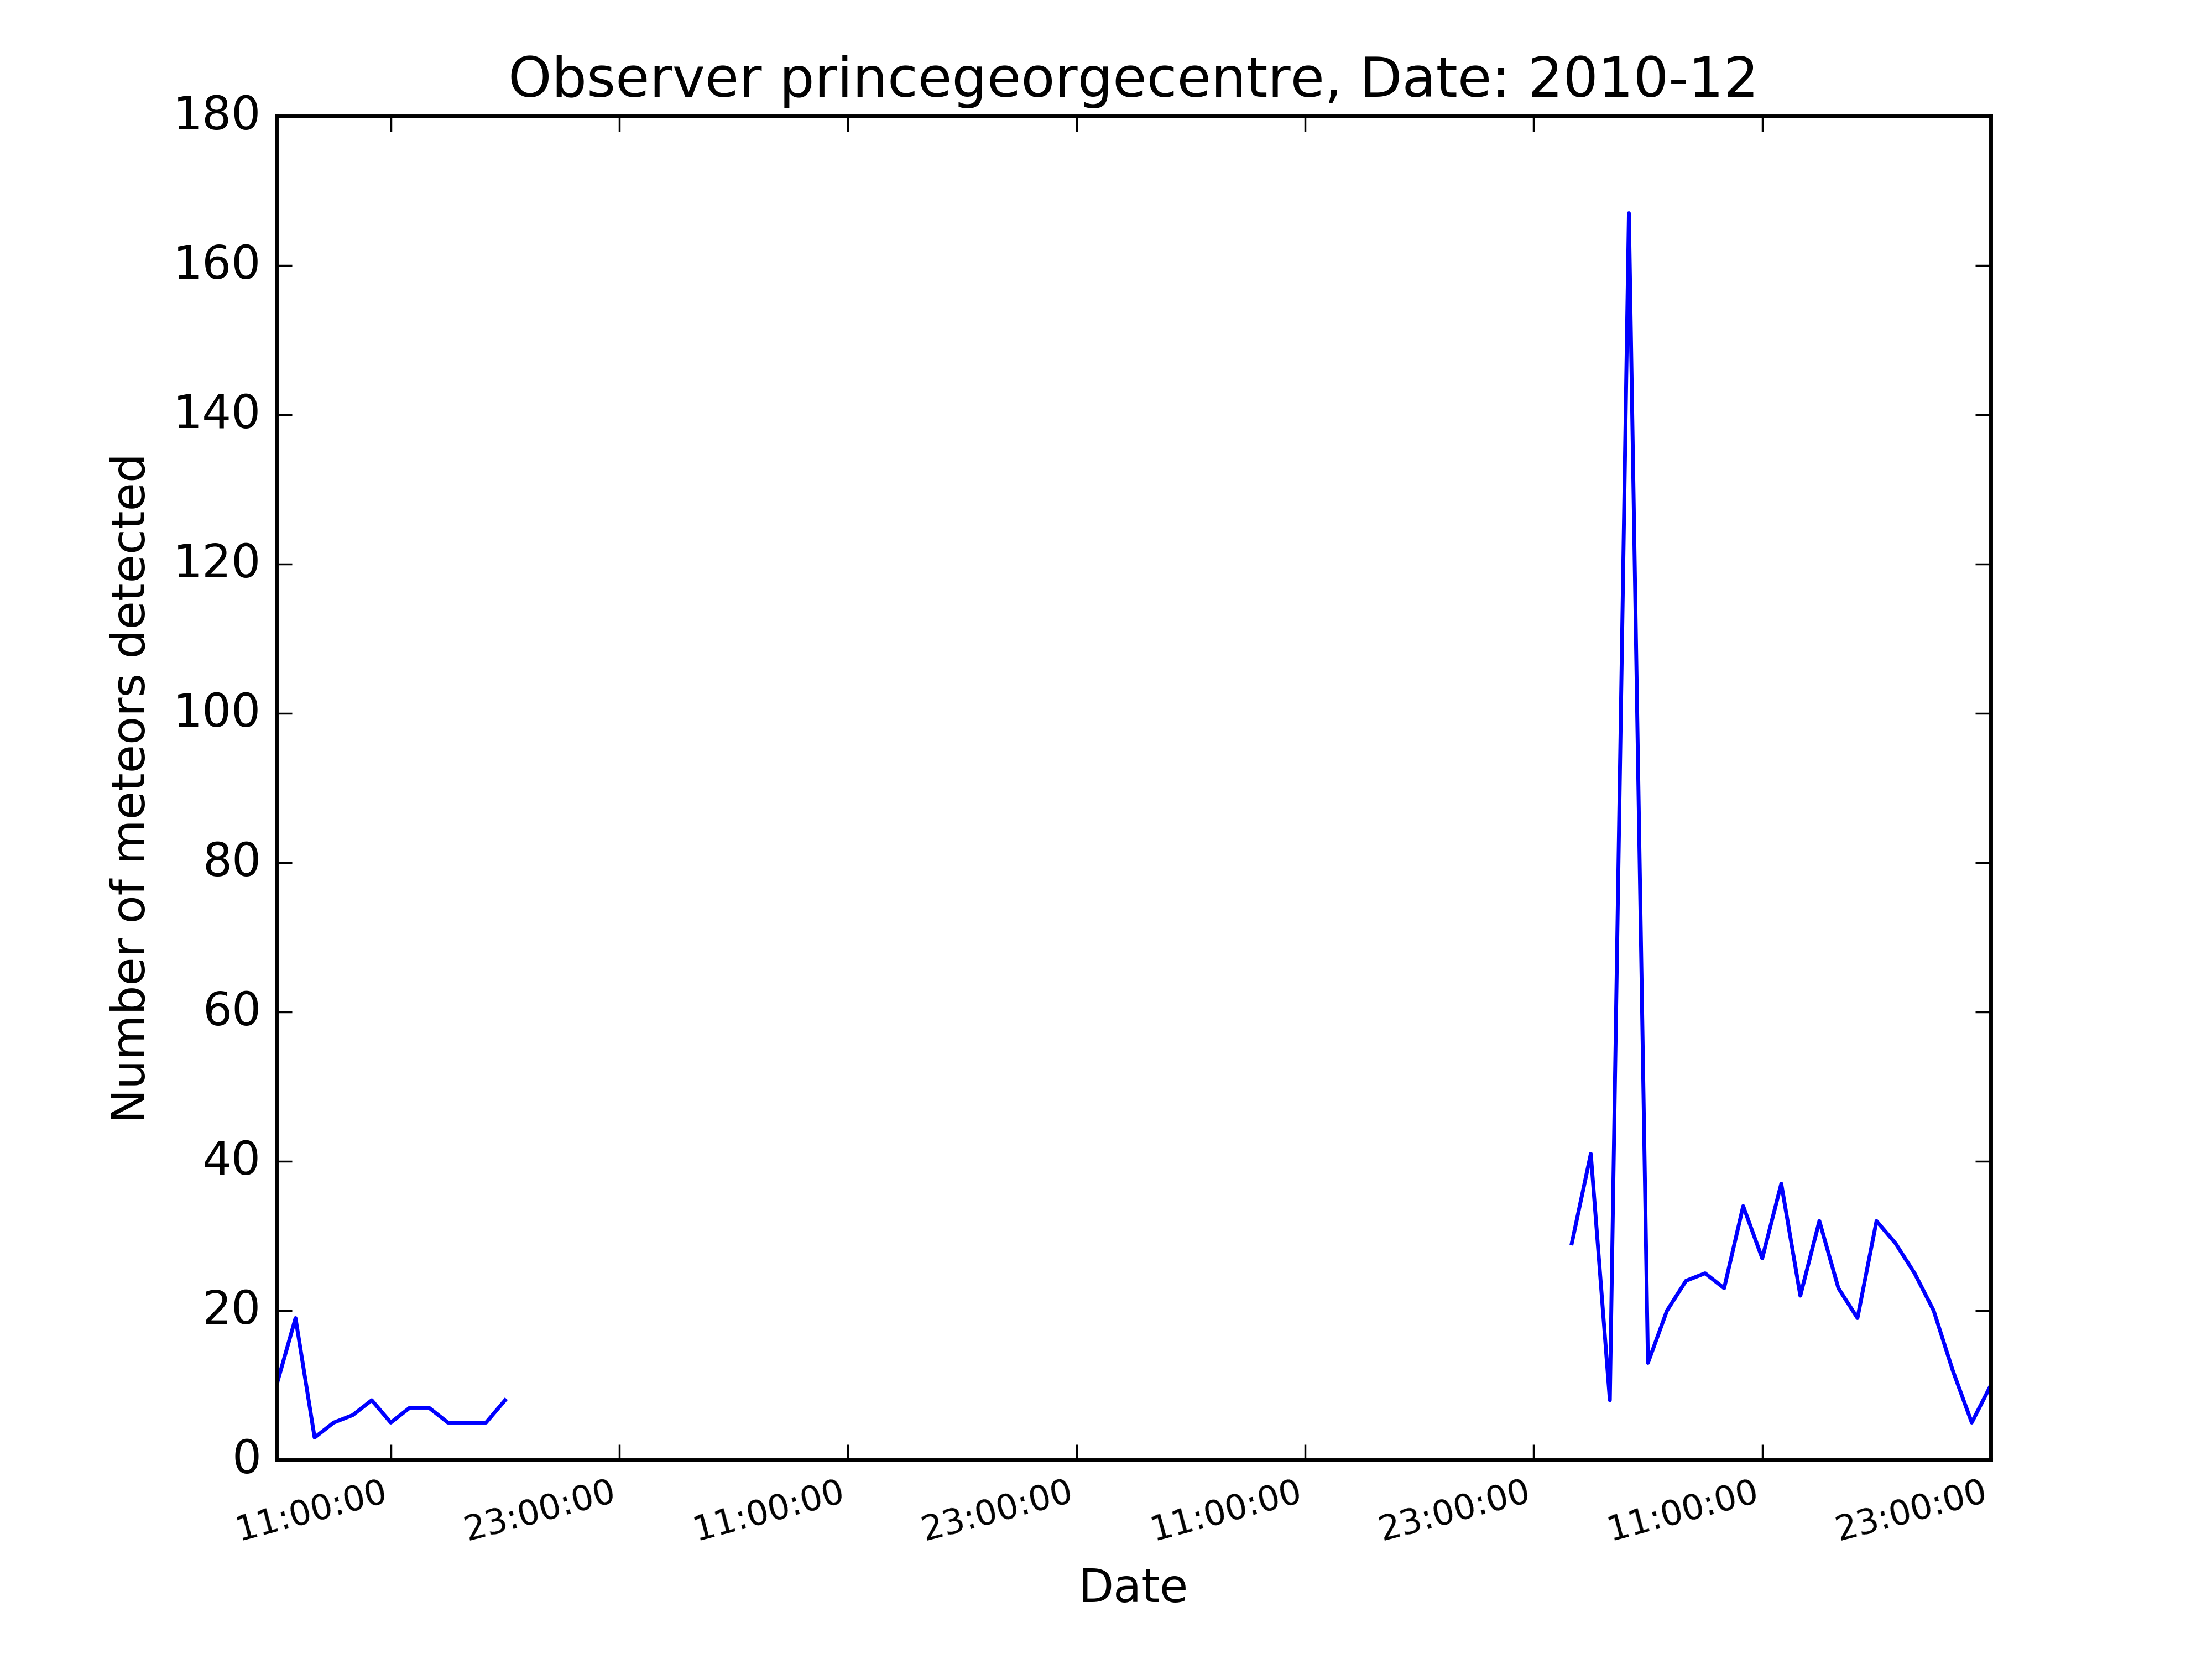 Observer princegeorgecentre, Date: 2010-12
180
160
140
120
100
80
60
40
20
0
Number of meteors detected
11:00:00 23:00:00 11:00:00 23:00:00 11:00:00 23:00:00 11:00:00 23:00:00
Date